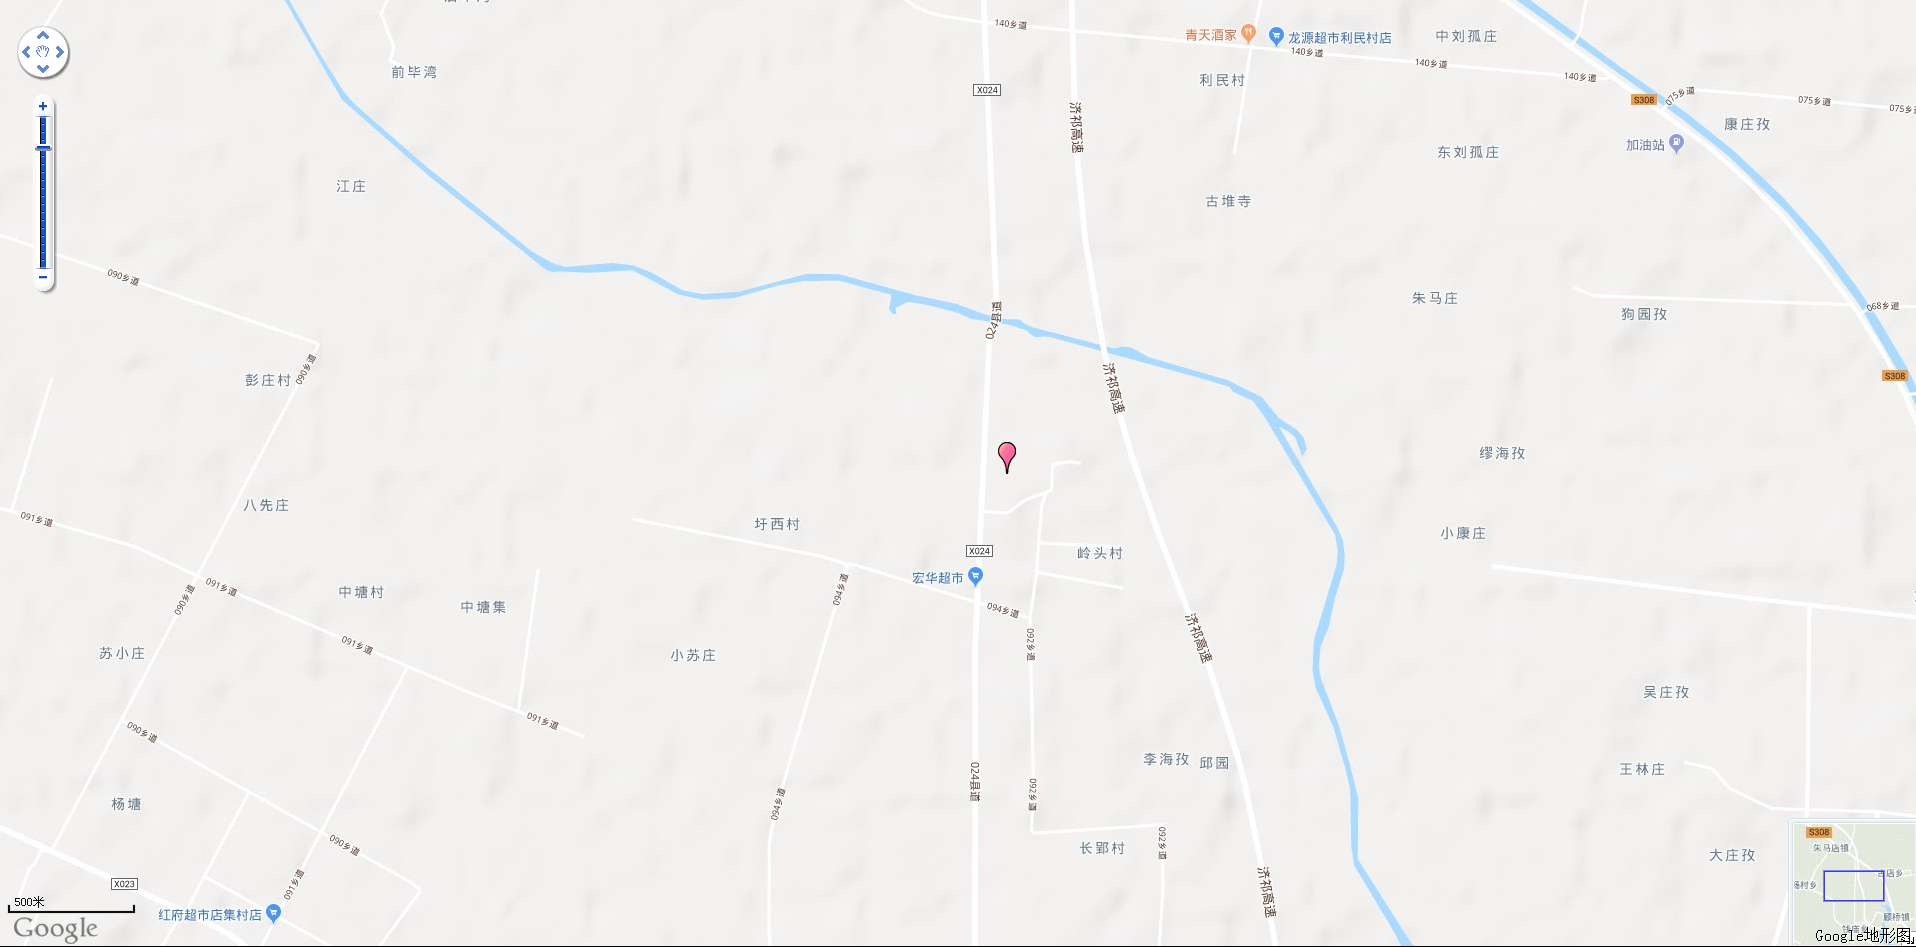 140乡道
青天酒家
龙源超市利民村店
140乡道
中刘孤庄
140乡道
140乡道
前毕湾
利民村
X024
S308
075乡道
075乡道
济祁高速
康庄孜
加油站
东刘孤庄
江庄
古堆寺
090乡道
朱马庄
068乡道
狗园孜
024县道
彭庄村
090乡道
济祁高速
S308
缪海孜
八先庄
091乡道
圩西村
小康庄
X024
岭头村
宏华超市
094乡道
091乡道
090乡道
中塘村
中塘集
094乡道
济祁高速
苏小庄
091乡道
092乡道
小苏庄
吴庄孜
091乡道
090乡道
李海孜
邱园
王林庄
024县道
092乡道
杨塘
094乡道
S308
090乡道
长郢村
092乡道
朱马店镇
大庄孜
X023
091乡道
济祁高速
500米
红府超市店集村店
顾桥镇
Google
Google地形图